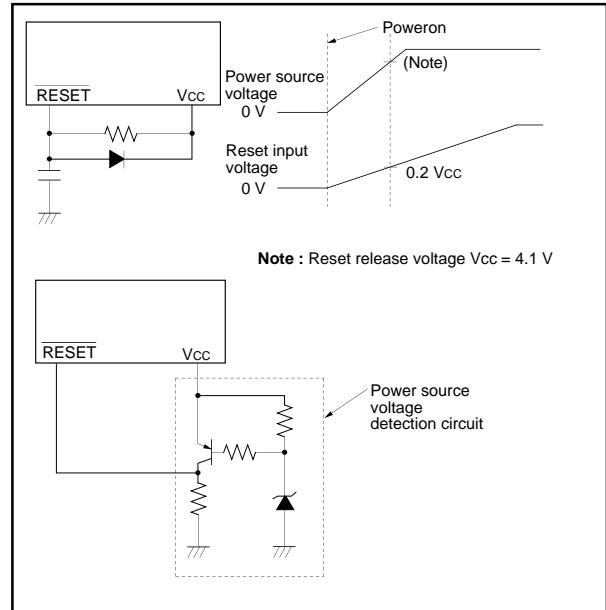 Poweron
RESET
VCC
Power source
voltage
0 V
(Note)
Reset input
voltage
0 V
0.2 VCC
Note : Reset release voltage Vcc = 4.1 V
RESET
VCC
Power source
voltage
detection circuit